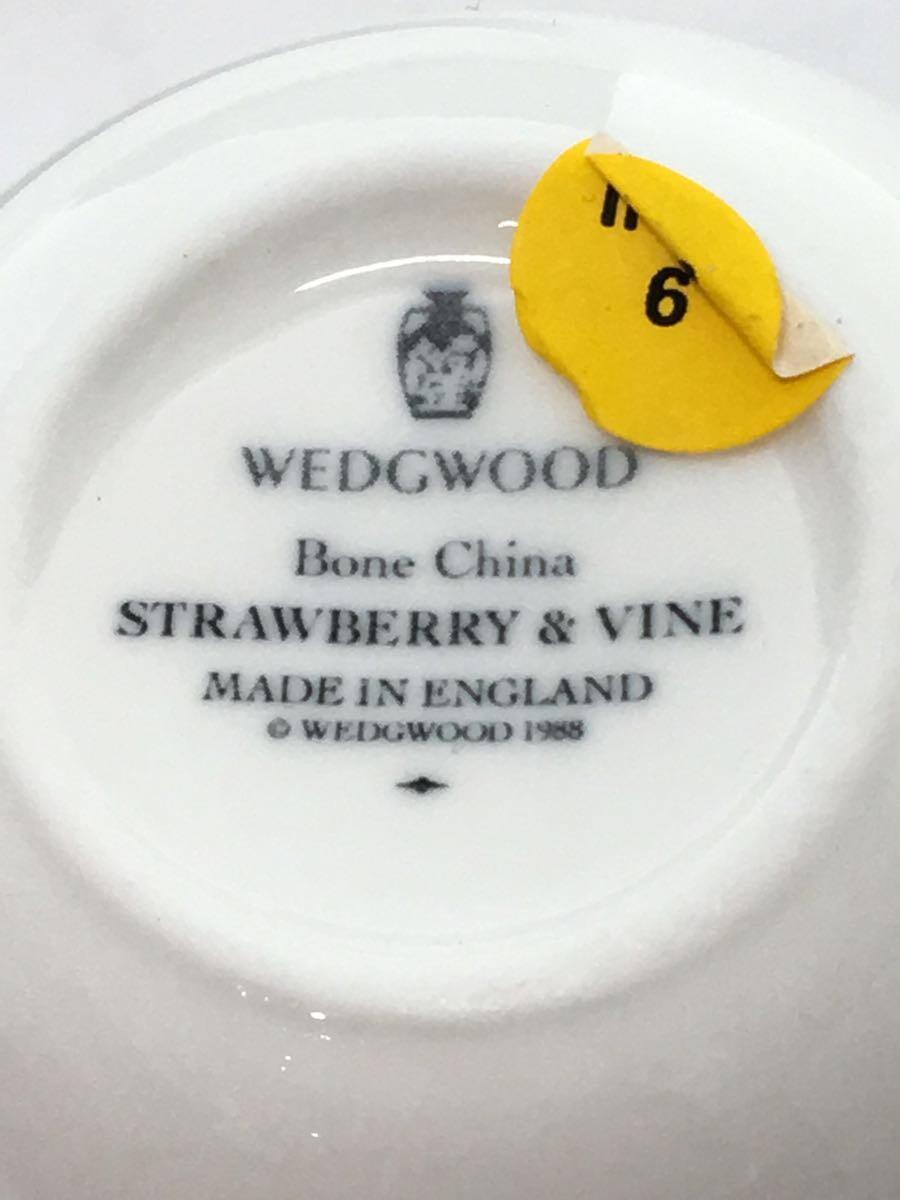 6
WEDGWOOD
Bone China
STRAWBERRY & VINE
MADE IN ENGLAND
© WEDGWOOD 1988